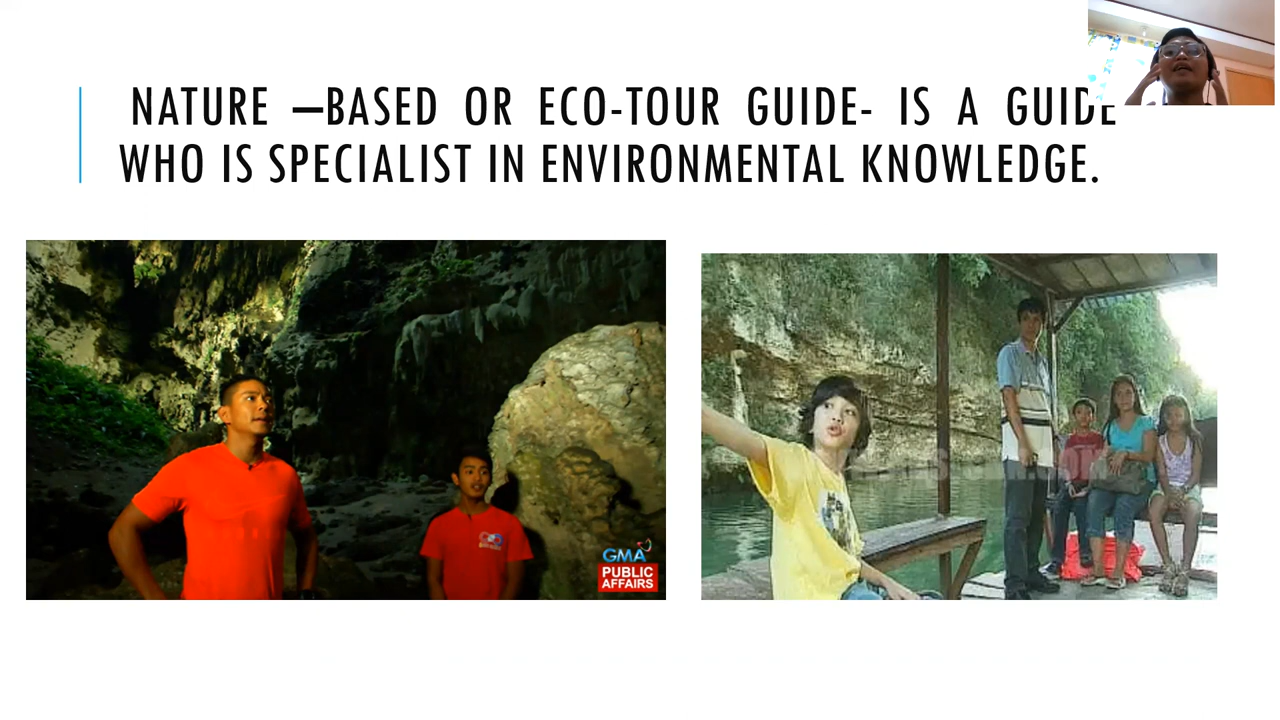 NATURE –BASED OR ECO-TOUR GUIDE- IS A GUIDE
WHO IS SPECIALIST IN ENVIRONMENTAL KNOWLEDGE.
GMA
PUBLIC
AFFAIRS